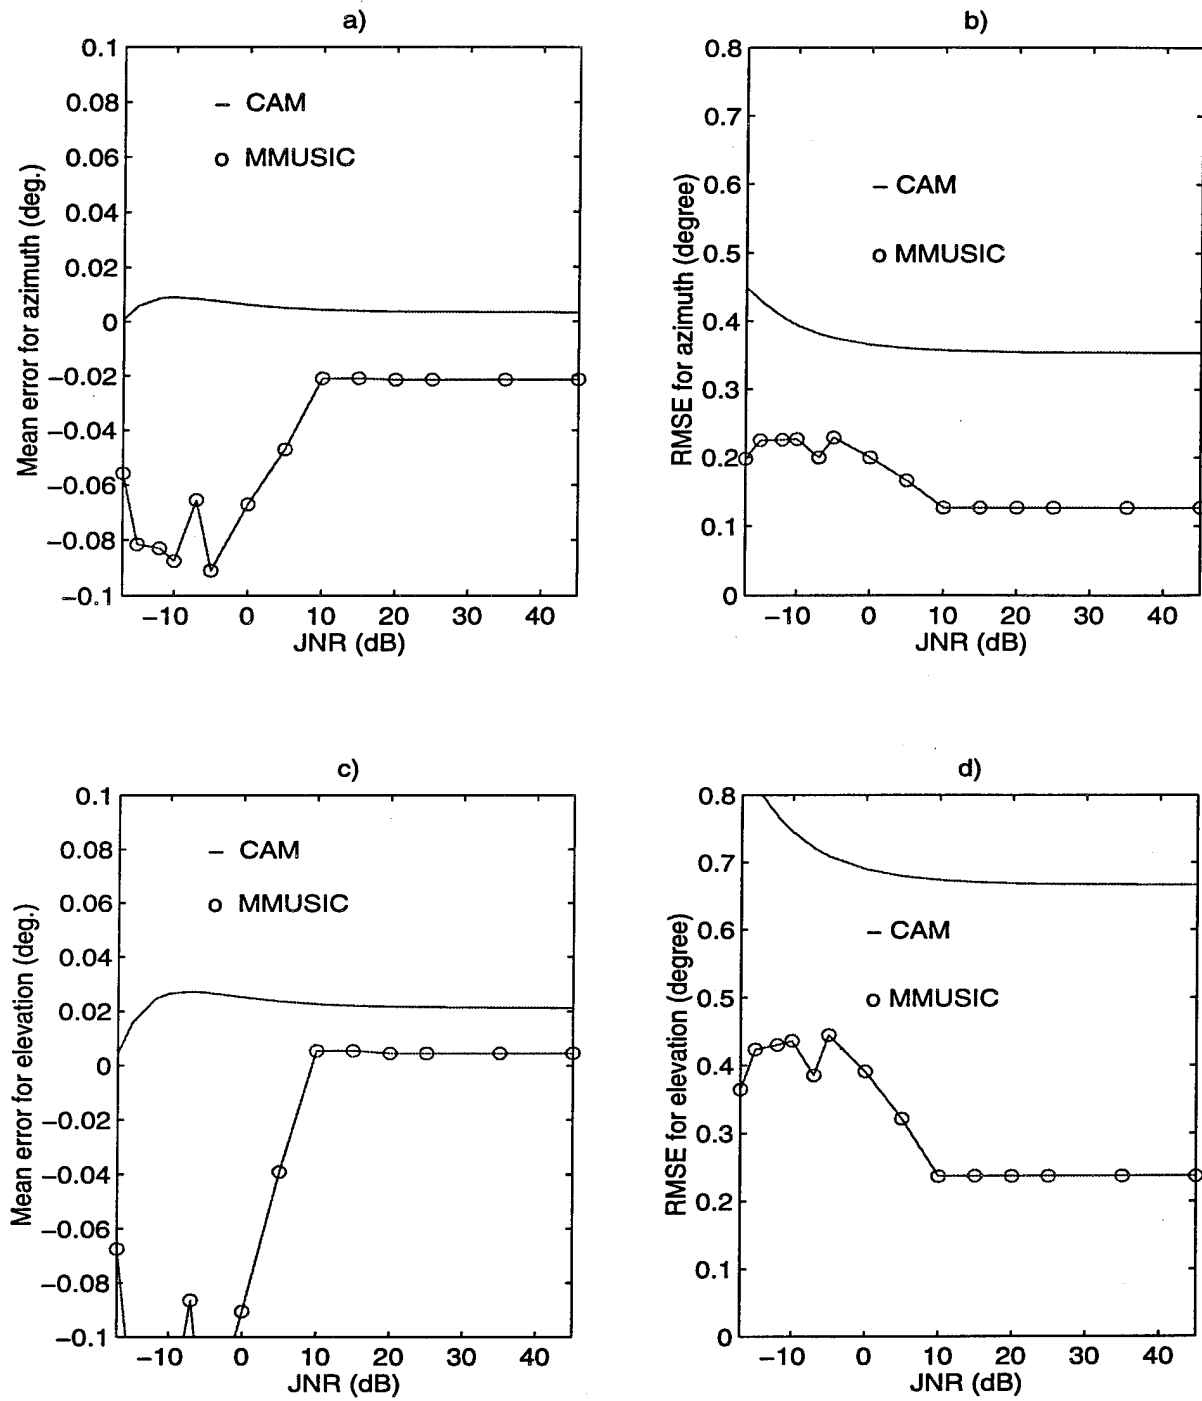 a)
0.1
0.08
0.06
0.04
0.02
0
−0.02
−0.04
−0.06
−0.08
−0.1
Mean error for azimuth (deg.)
– CAM
o MMUSIC
−10 0 10 20 30 40
JNR (dB)
b)
0.8
0.7
0.6
0.5
0.4
0.3
0.2
0.1
0
RMSE for azimuth (degree)
– CAM
o MMUSIC
−10 0 10 20 30 40
JNR (dB)
c)
0.1
0.08
0.06
0.04
0.02
0
−0.02
−0.04
−0.06
−0.08
−0.1
Mean error for elevation (deg.)
– CAM
o MMUSIC
−10 0 10 20 30 40
JNR (dB)
d)
0.8
0.7
0.6
0.5
0.4
0.3
0.2
0.1
0
RMSE for elevation (degree)
– CAM
o MMUSIC
−10 0 10 20 30 40
JNR (dB)